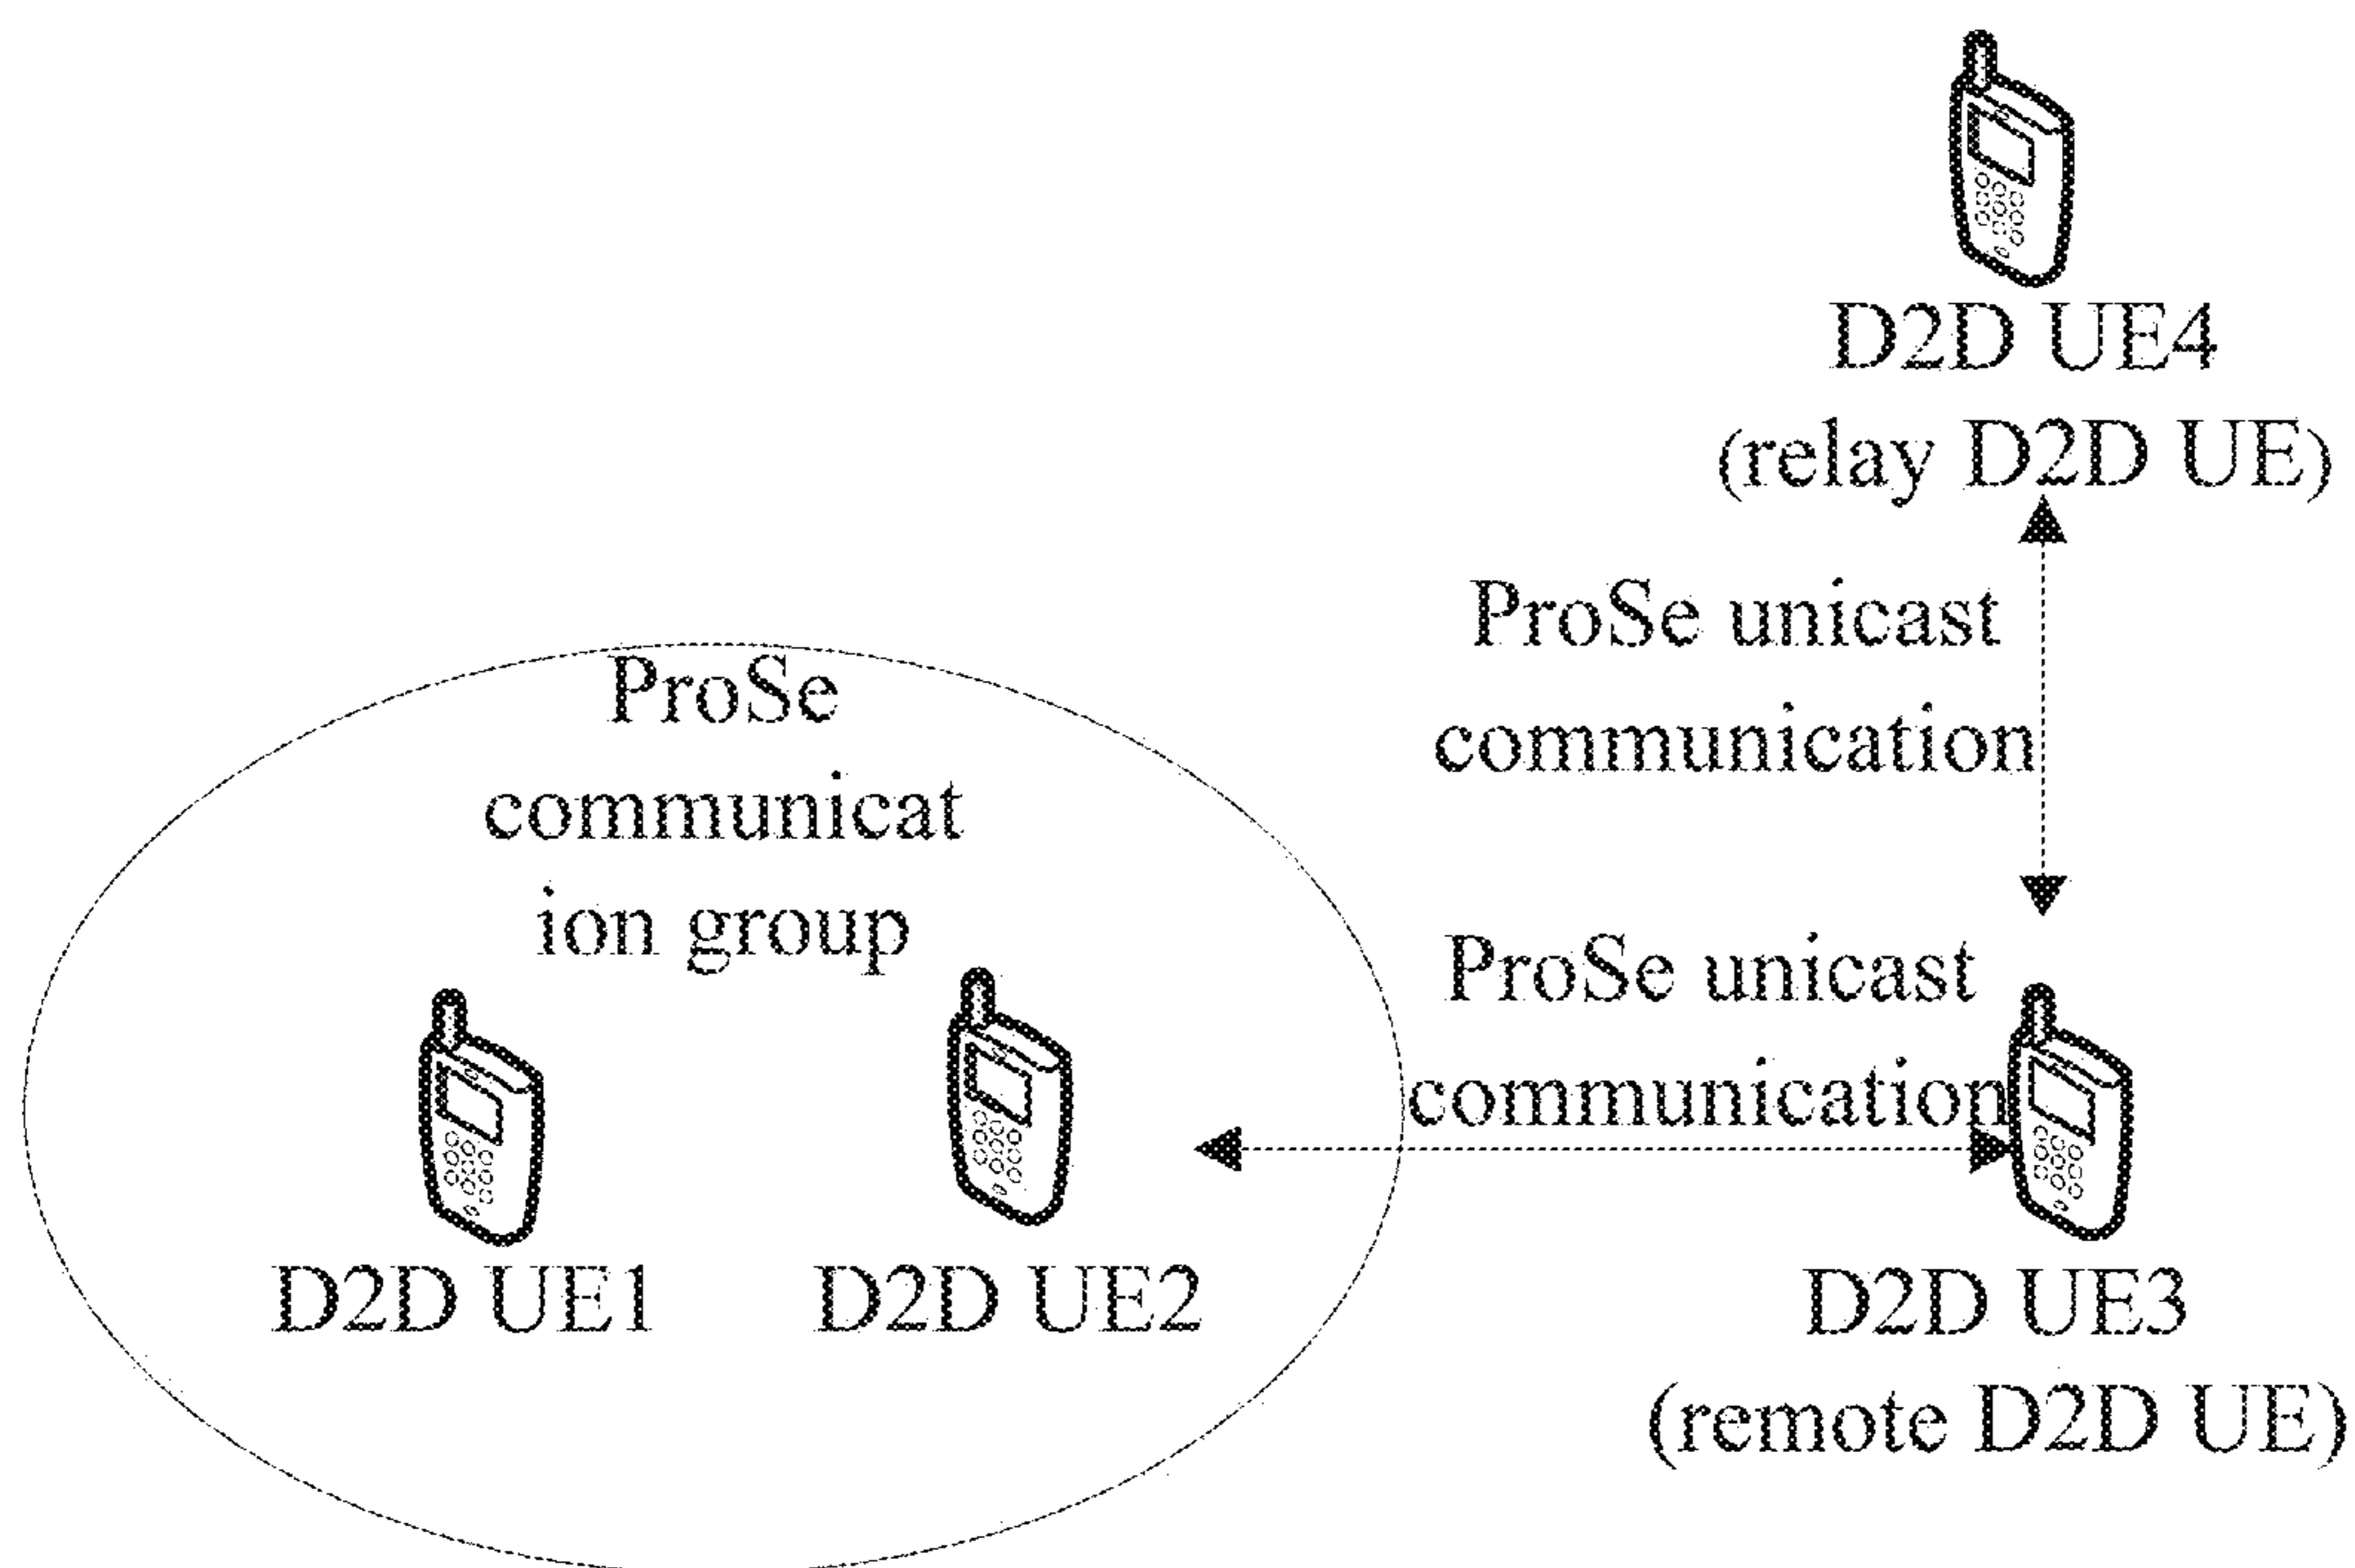 D2D UE4
(relay D2D UE)
ProSe unicast
communication
ProSe
communicat
ion group
ProSe unicast
communication
D2D UE1
D2D UE2
D2D UE3
(remote D2D UE)